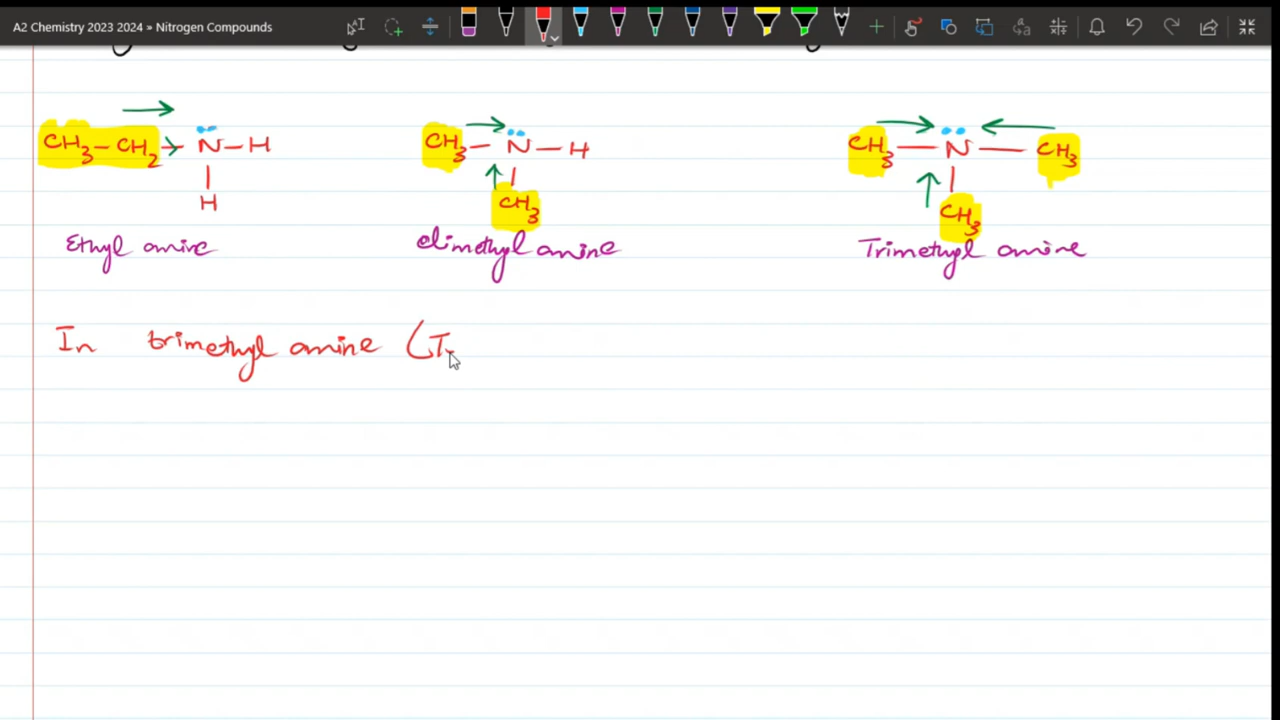 A2 Chemistry 2023 2024 » Nitrogen Compounds
CH3 – CH2 – N – H
H
CH3 – N – H
CH3
CH3 – N – CH3
CH3
Ethyl amine
dimethyl amine
Trimethyl amine
In trimethyl amine (T